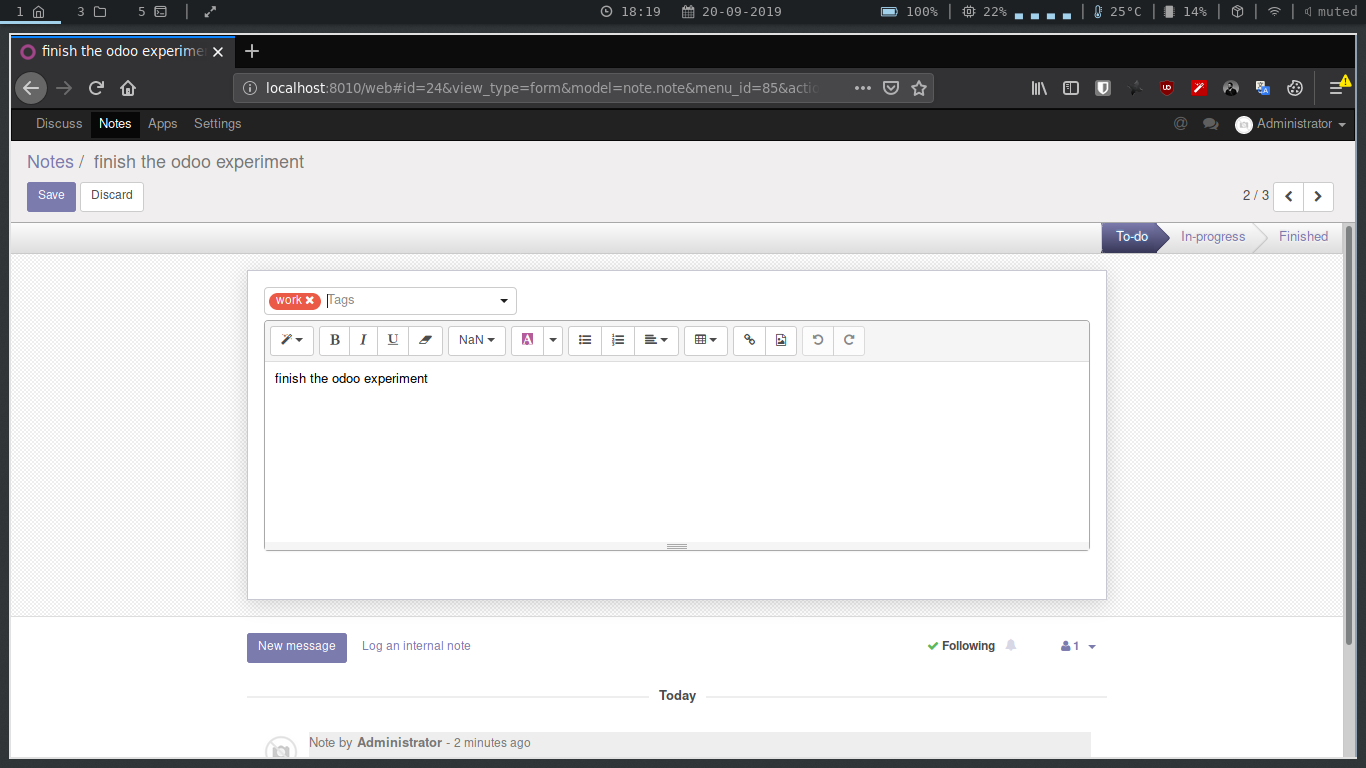 1 3 5 18:19 20-09-2019 100% 22% 25°C 14% muted
finish the odoo experime
localhost:8010/web#id=24&view_type=form&model=note.note&menu_id=85&actic
Discuss Notes Apps Settings @ Administrator
Notes / finish the odoo experiment
Save Discard 2 / 3
To-do In-progress Finished
work Tags
B I U NaN A
finish the odoo experiment
New message Log an internal note Following 1
Today
Note by Administrator - 2 minutes ago